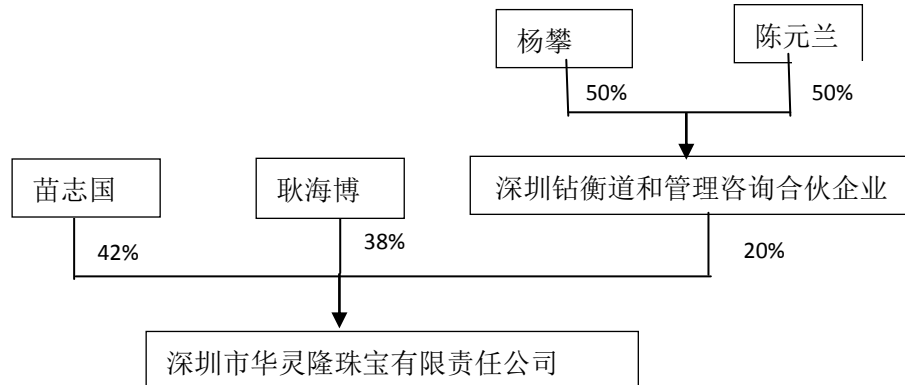 杨攀
陈元兰
50%
50%
苗志国
耿海博
深圳钻衡道和管理咨询合伙企业
42%
38%
20%
深圳市华灵隆珠宝有限责任公司